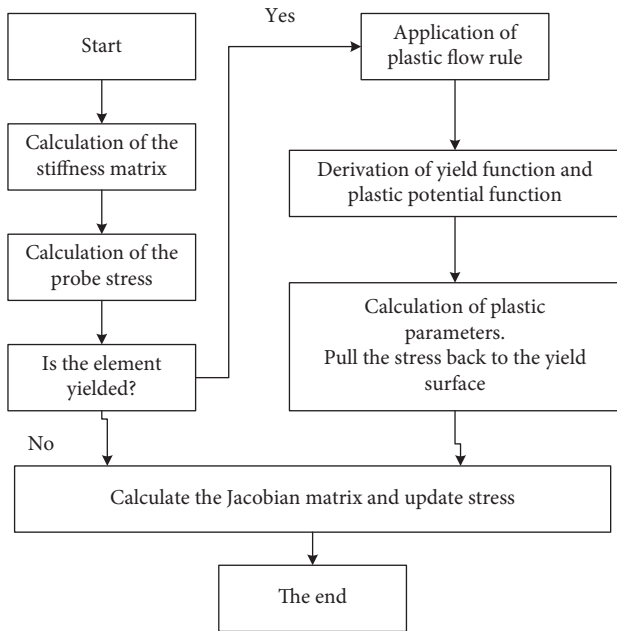 Start
Calculation of the
stiffness matrix
Calculation of the
probe stress
Is the element
yielded?
Yes
No
Application of
plastic flow rule
Derivation of yield function and
plastic potential function
Calculation of plastic
parameters.
Pull the stress back to the yield
surface
Calculate the Jacobian matrix and update stress
The end